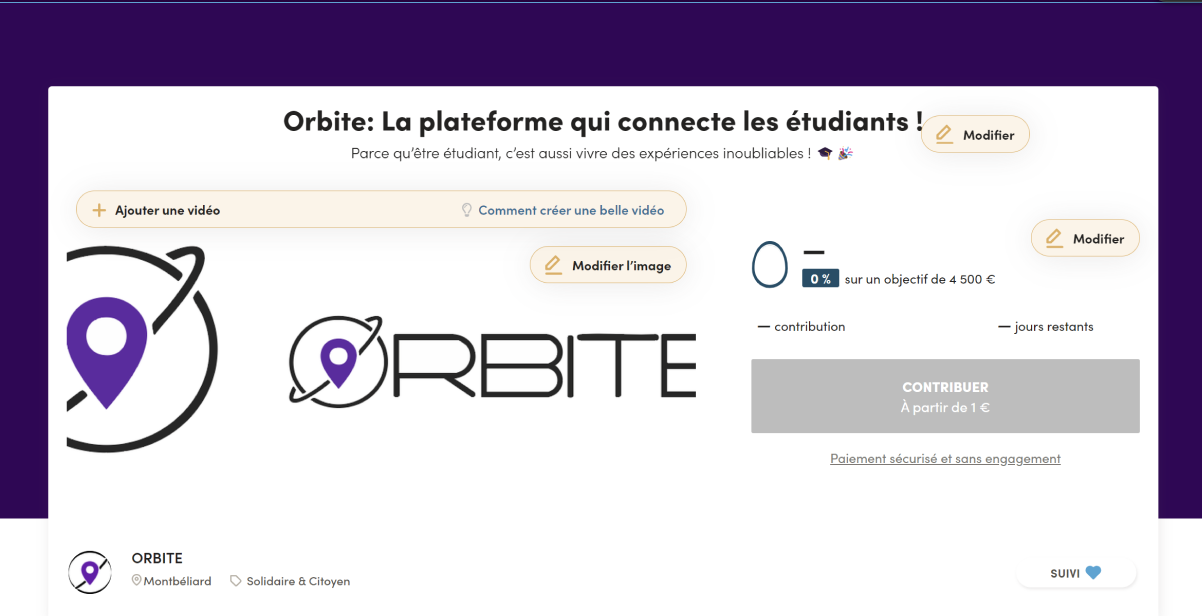 Orbite: La plateforme qui connecte les étudiants !
Modifier
Parce qu’être étudiant, c’est aussi vivre des expériences inoubliables ! 🎓 🎉
Ajouter une vidéo
Comment créer une belle vidéo
Modifier l’image
ORBITE
Modifier
0 —
0 % sur un objectif de 4 500 €
— contribution
— jours restants
CONTRIBUER
À partir de 1 €
Paiement sécurisé et sans engagement
ORBITE
Montbéliard
Solidaire & Citoyen
SUIVI